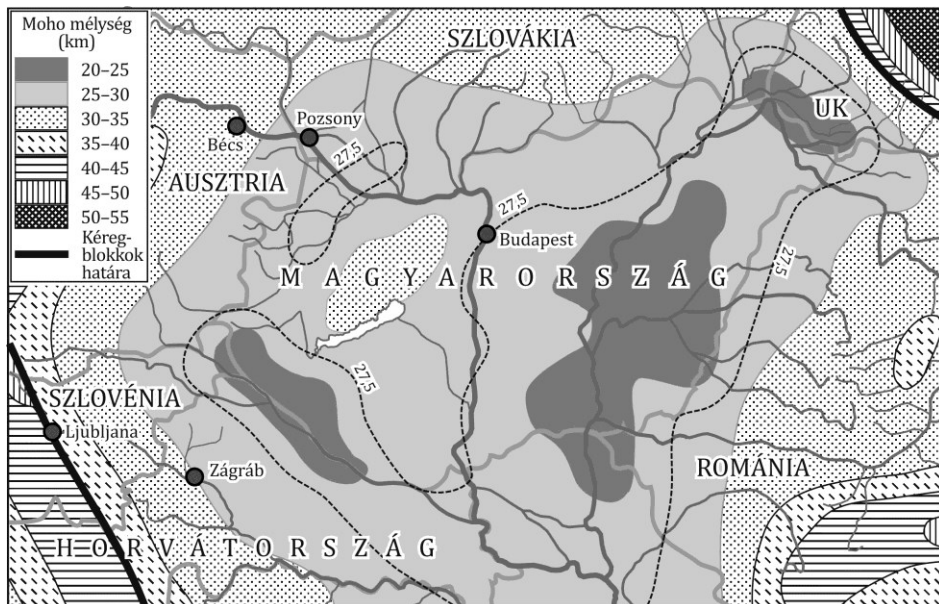 Moho mélység
(km)
20–25
25–30
30–35
35–40
40–45
45–50
50–55
Kéreg-
blokkok
határa
SZLOVÁKIA
UK
Pozsony
Bécs
AUSZTRIA
27,5
27,5
Budapest
27,5
MAGYARORSZÁG
27,5
SZLOVÉNIA
Ljubljana
Zágráb
ROMÁNIA
HORVÁTORSZÁG